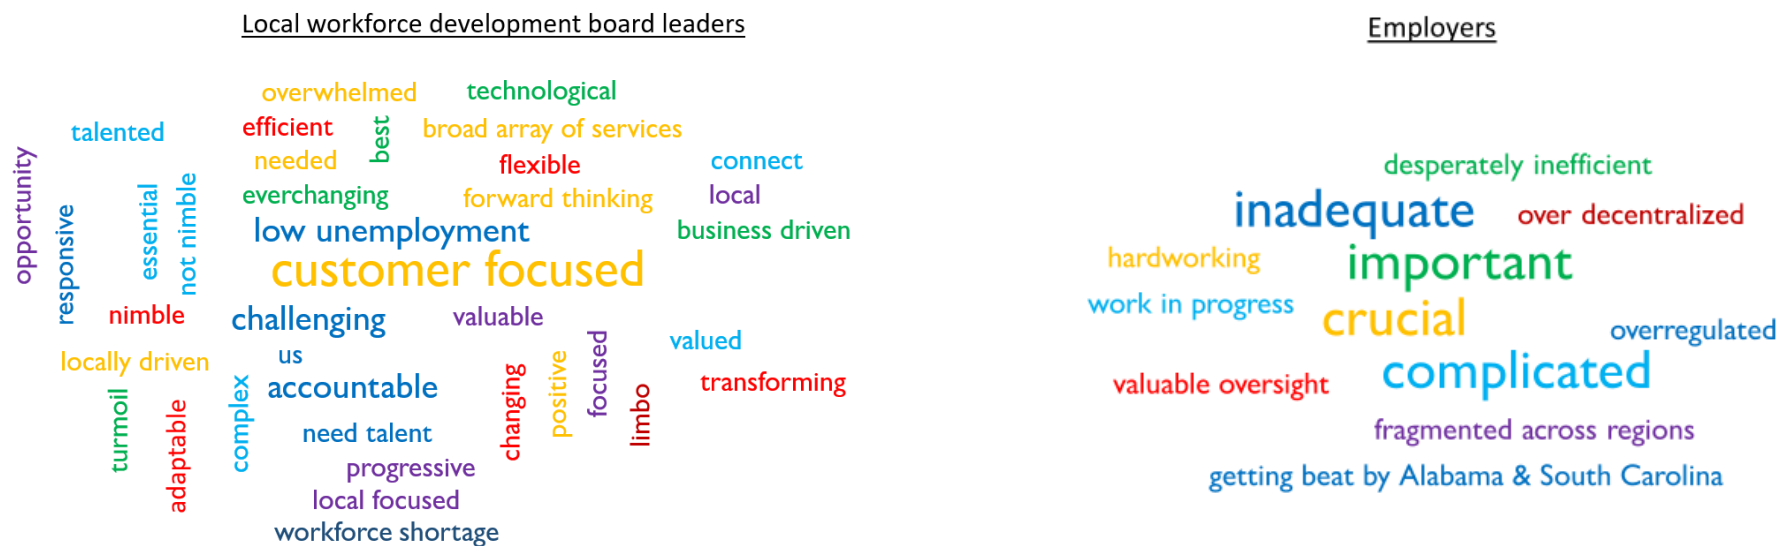 Local workforce development board leaders
overwhelmed
technological
talented
efficient
best
broad array of services
needed
flexible
connect
opportunity
responsive
essential
not nimble
everchanging
forward thinking
local
low unemployment
business driven
customer focused
nimble
challenging
valuable
us
valued
locally driven
accountable
transforming
turmoil
adaptable
complex
changing
positive
focused
limbo
need talent
progressive
local focused
workforce shortage
Employers
desperately inefficient
inadequate
over decentralized
hardworking
important
work in progress
crucial
overregulated
valuable oversight
complicated
fragmented across regions
getting beat by Alabama & South Carolina